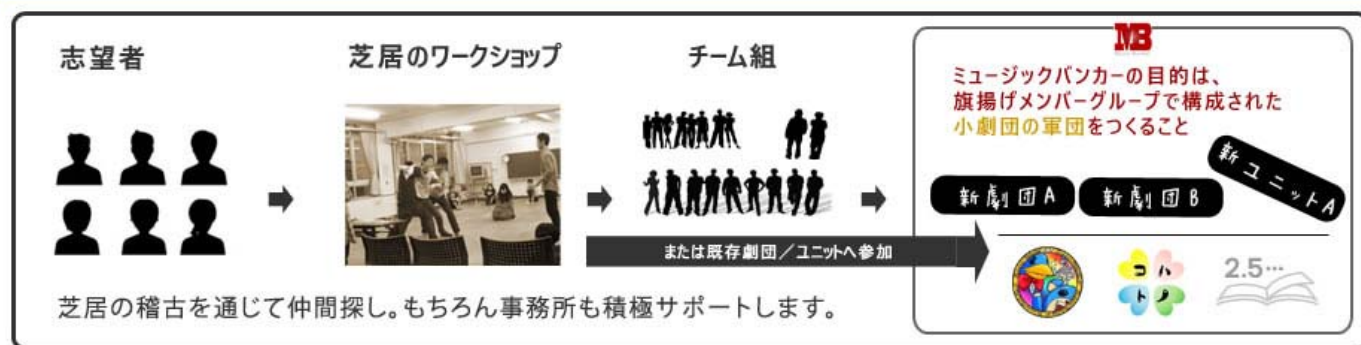 志望者
芝居のワークショップ
チーム組
MB
ミュージックバンカーの目的は、
旗揚げメンバーグループで構成された
小劇団の軍団をつくること
新劇団A
新劇団B
新ユニットA
または既存劇団／ユニットへ参加
コハトノ
2.5…
芝居の稽古を通じて仲間探し。もちろん事務所も積極サポートします。